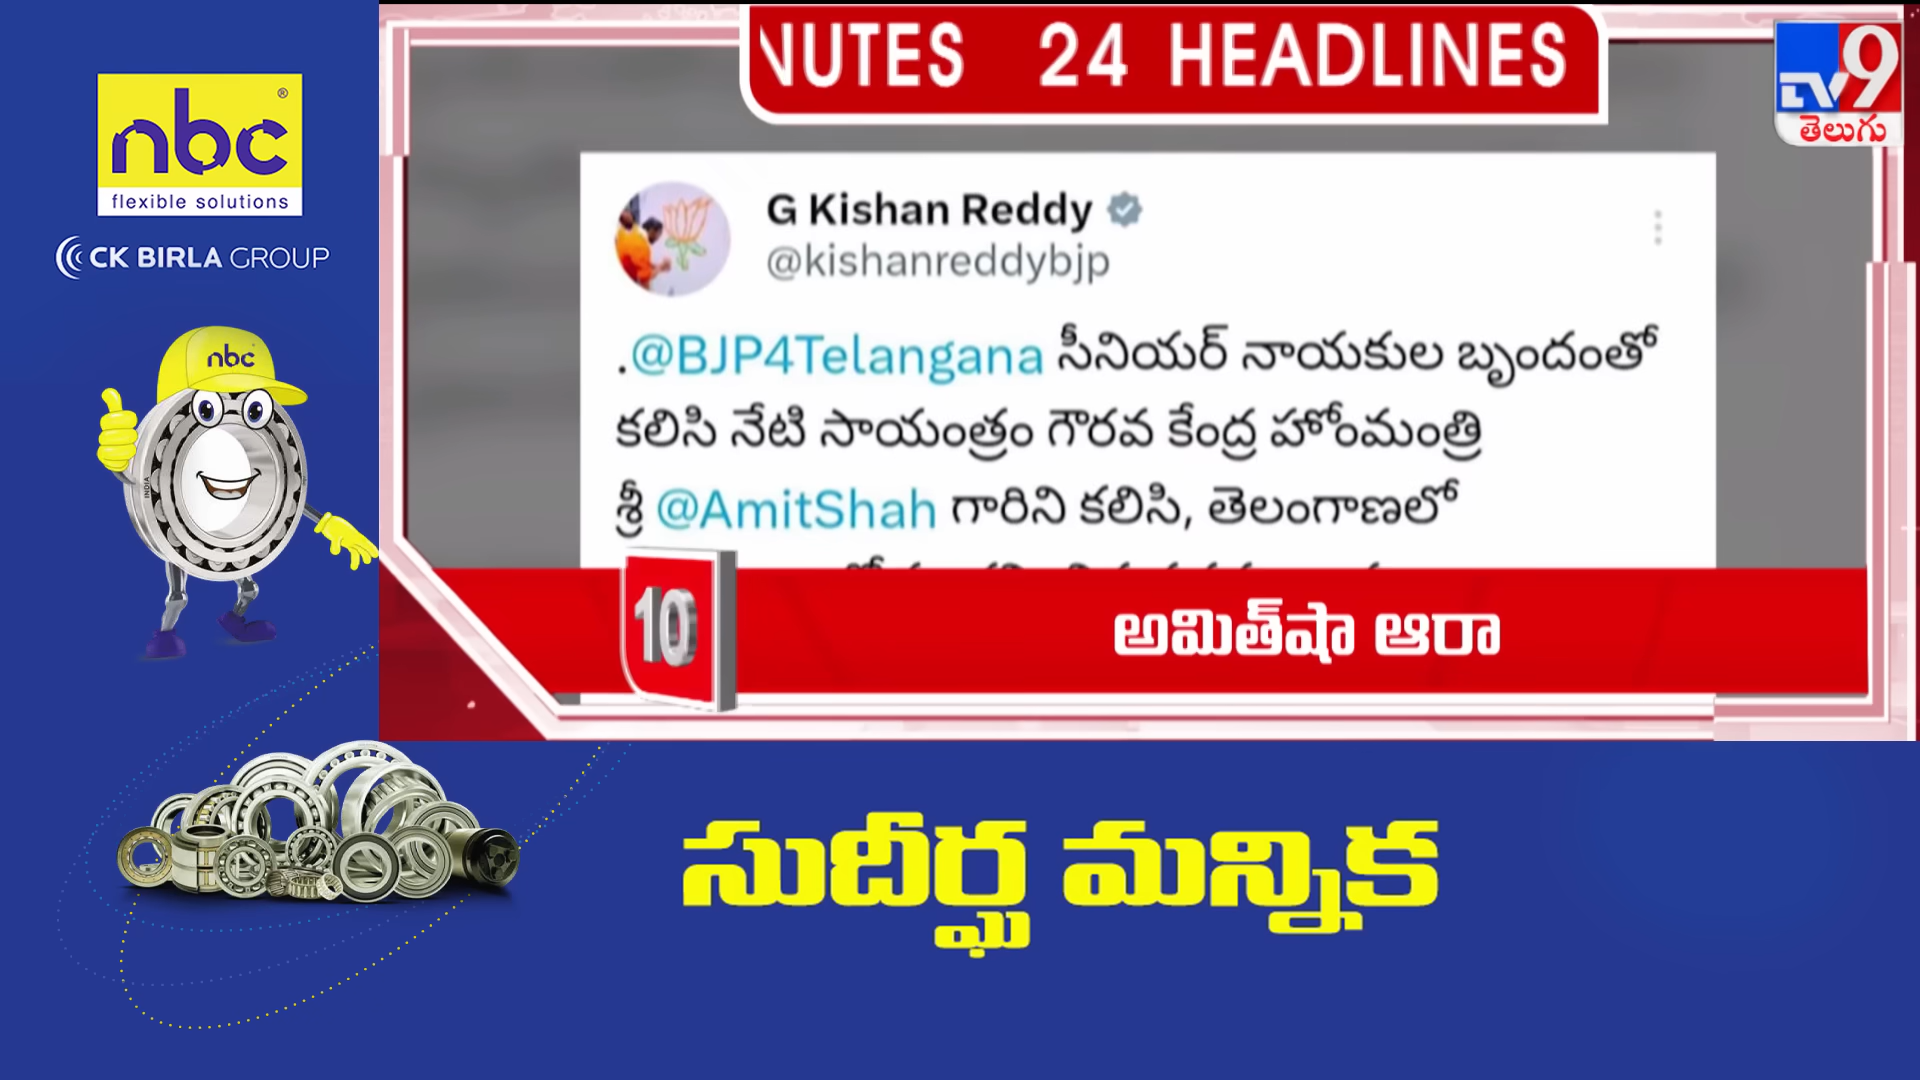 nbc
®
flexible solutions
CK BIRLA GROUP
nbc
INDIA
NUTES 24 HEADLINES
TV9
తెలుగు
G Kishan Reddy
@kishanreddybjp
.@BJP4Telangana సీనియర్ నాయకుల బృందంతో
కలిసి నేటి సాయంత్రం గౌరవ కేంద్ర హోంమంత్రి
శ్రీ @AmitShah గారిని కలిసి, తెలంగాణలో
10
అమిత్‌షా ఆరా
సుదీర్ఘ మన్నిక